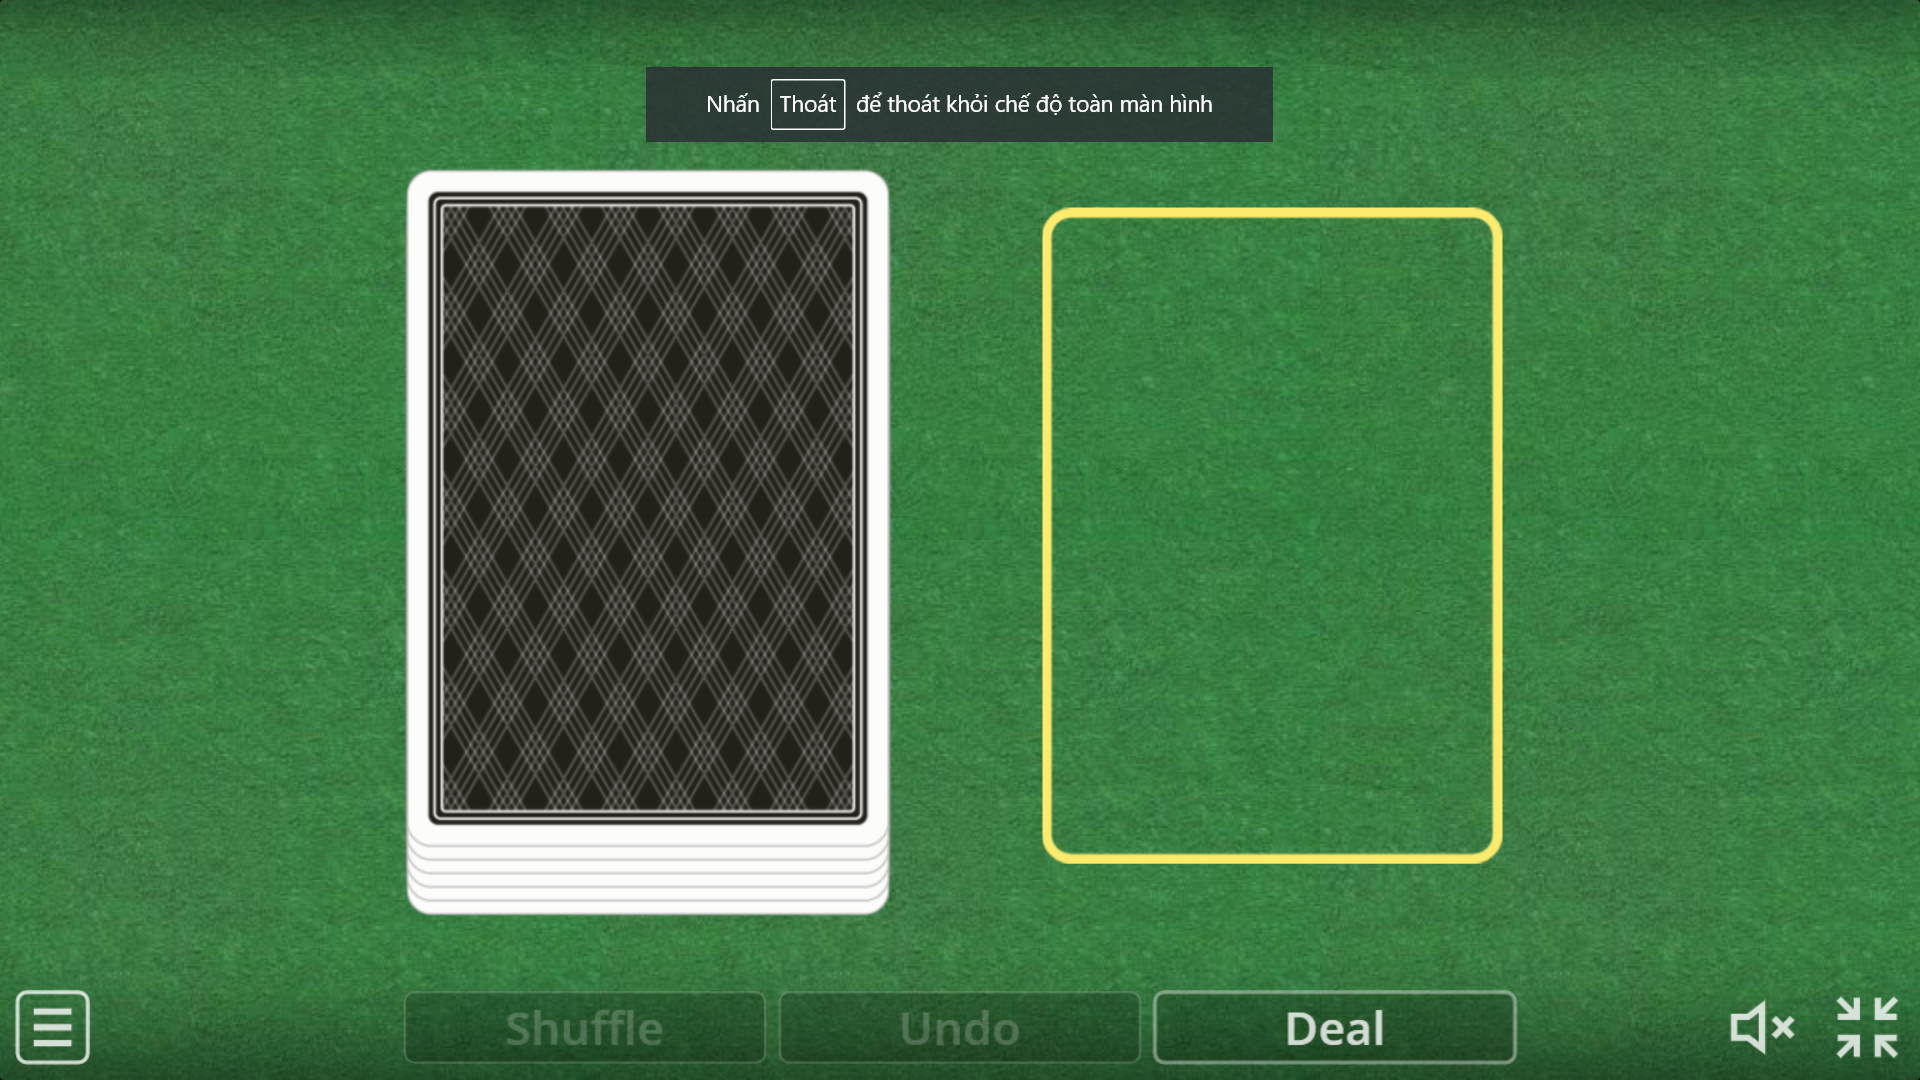 Nhấn Thoát để thoát khỏi chế độ toàn màn hình
Shuffle Undo Deal